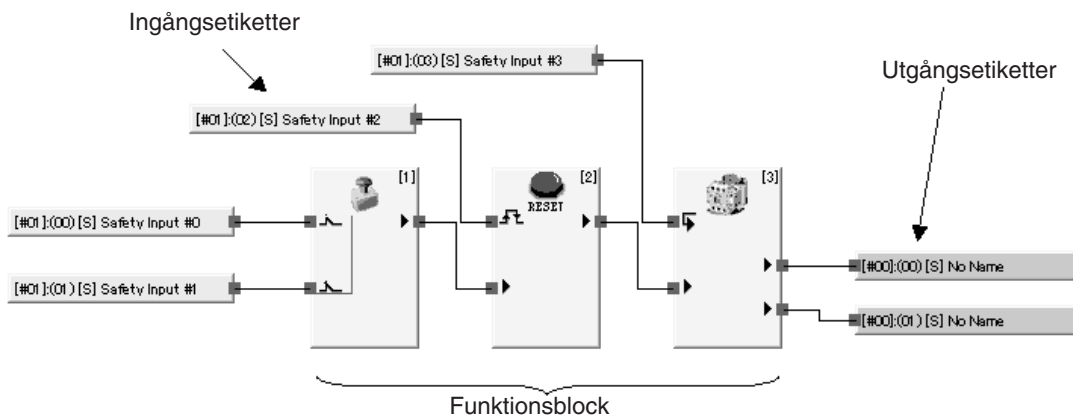 Ingångsetiketter
[#01]:(03) [S] Safety Input #3
Utgångsetiketter
[#01]:(02) [S] Safety Input #2
[1]
[2]
[3]
RESET
[#01]:(00) [S] Safety Input #0
[#00]:(00) [S] No Name
[#01]:(01) [S] Safety Input #1
[#00]:(01) [S] No Name
Funktionsblock